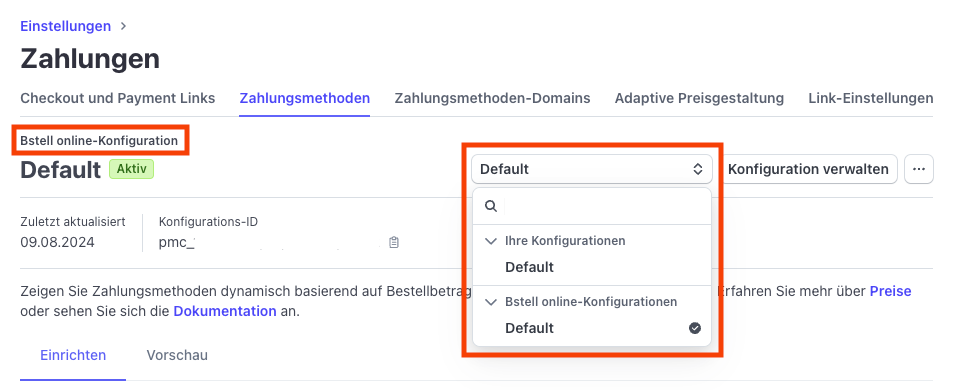 Einstellungen
Zahlungen
Checkout und Payment Links Zahlungsmethoden Zahlungsmethoden-Domains Adaptive Preisgestaltung Link-Einstellungen
Bstell online-Konfiguration
Default Aktiv
Default
Konfiguration verwalten
Ihre Konfigurationen
Default
Bstell online-Konfigurationen
Default
Zuletzt aktualisiert
09.08.2024
Konfigurations-ID
pmc_
Zeigen Sie Zahlungsmethoden dynamisch basierend auf Erfahren Sie mehr über Preise
oder sehen Sie sich die Dokumentation an.
Einrichten Vorschau